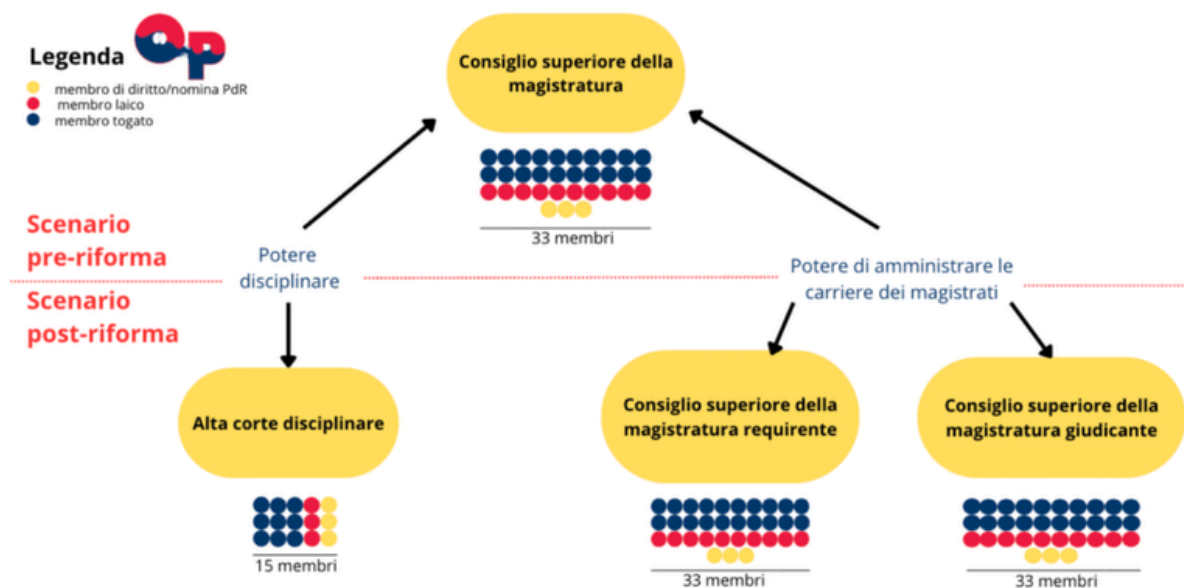 OP
Legenda
membro di diritto/nomina PdR
membro laico
membro togato
Consiglio superiore della
magistratura
33 membri
Scenario
pre-riforma
Potere
disciplinare
Potere di amministrare le
carriere dei magistrati
Scenario
post-riforma
Alta corte disciplinare
15 membri
Consiglio superiore della
magistratura requirente
33 membri
Consiglio superiore della
magistratura giudicante
33 membri